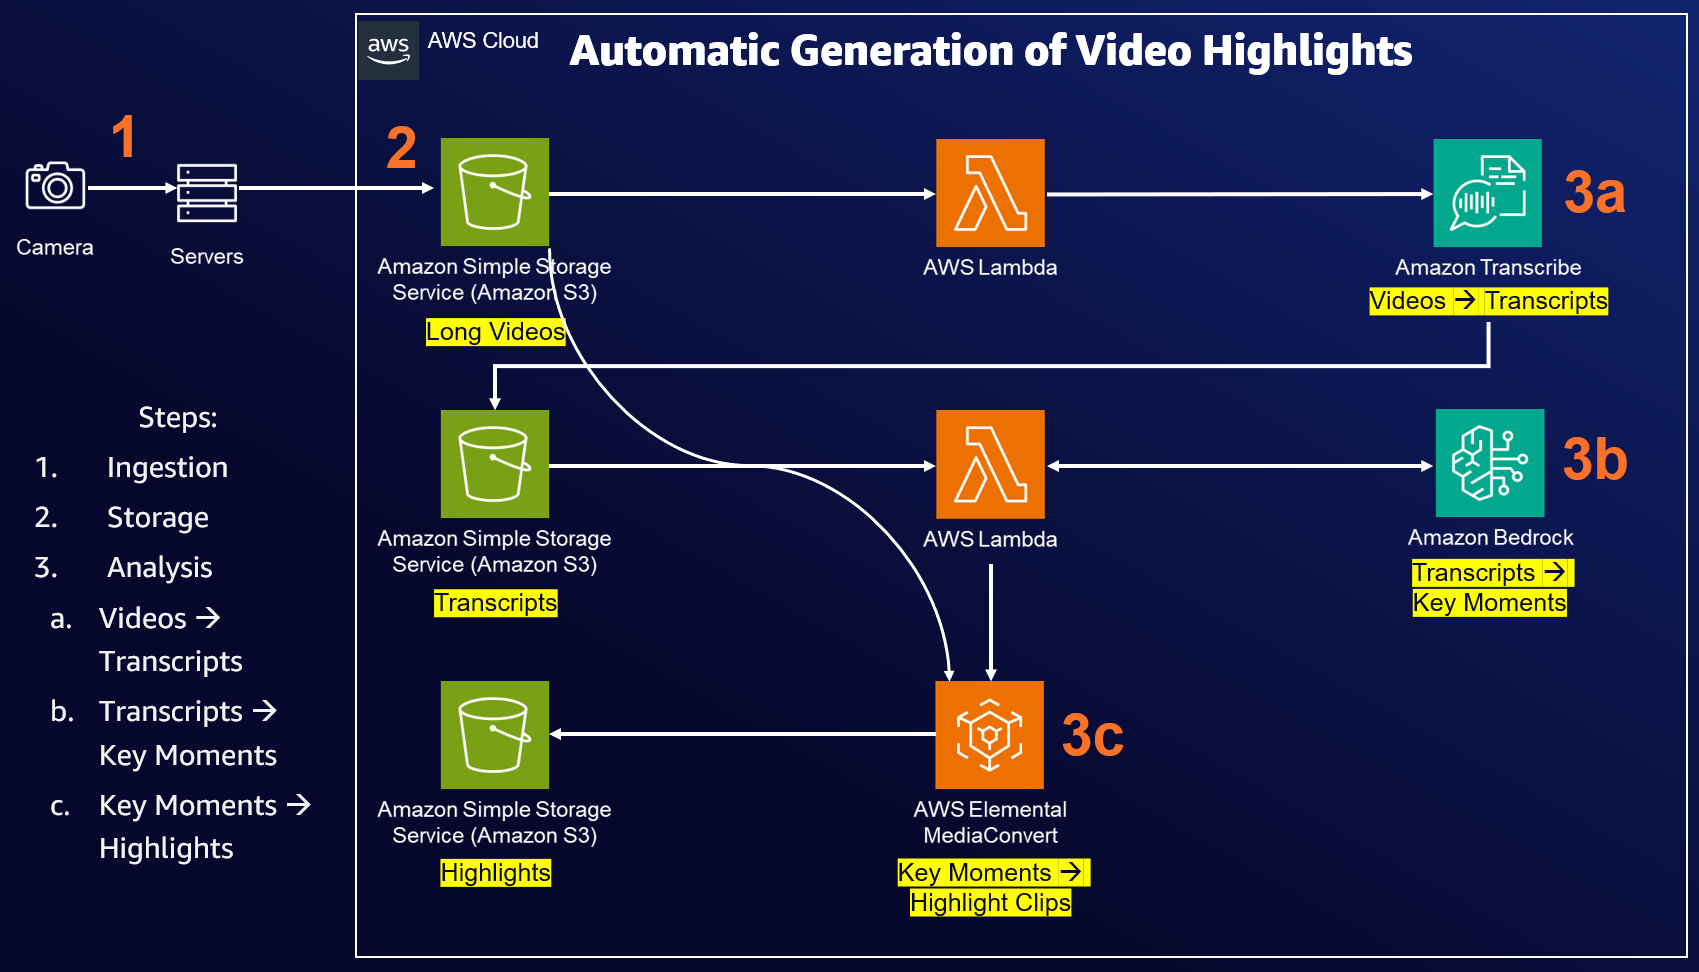 aws
AWS Cloud
Automatic Generation of Video Highlights
1
2
3a
Camera
Servers
Amazon Simple Storage
Service (Amazon S3)
Long Videos
AWS Lambda
Amazon Transcribe
Videos → Transcripts
Steps:
1. Ingestion
2. Storage
3. Analysis
a. Videos →
Transcripts
b. Transcripts →
Key Moments
c. Key Moments →
Highlights
Amazon Simple Storage
Service (Amazon S3)
Transcripts
AWS Lambda
3b
Amazon Bedrock
Transcripts →
Key Moments
Amazon Simple Storage
Service (Amazon S3)
Highlights
3c
AWS Elemental
MediaConvert
Key Moments →
Highlight Clips